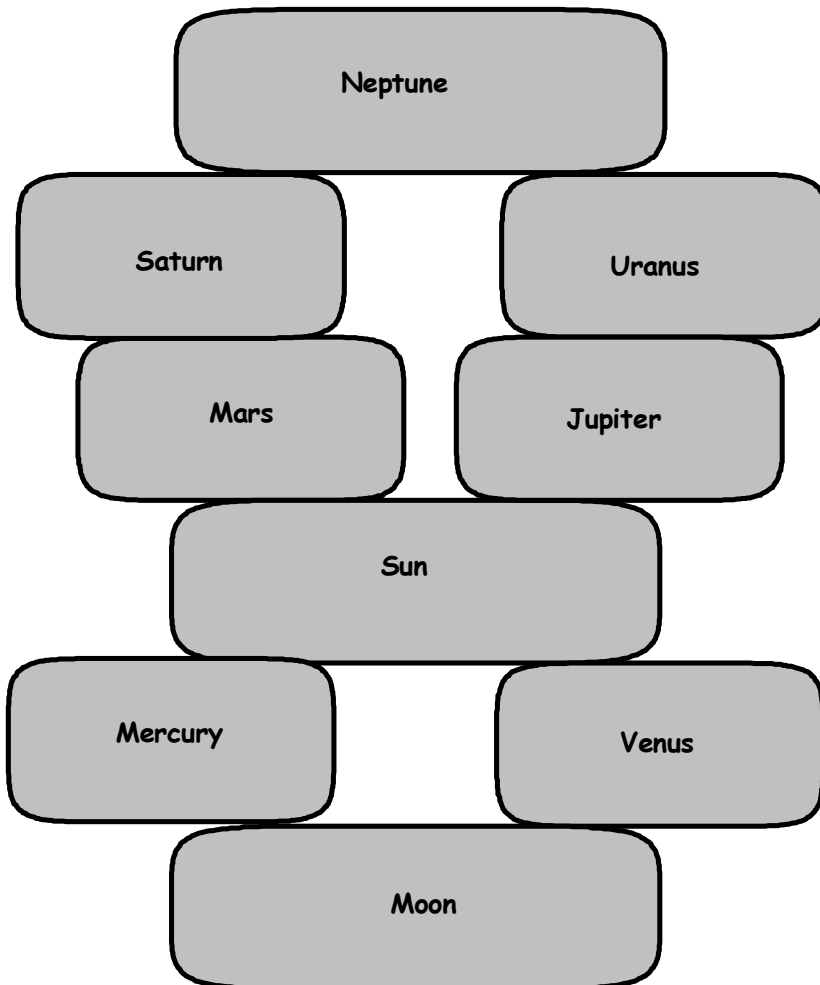 Neptune
Saturn
Uranus
Mars
Jupiter
Sun
Mercury
Venus
Moon